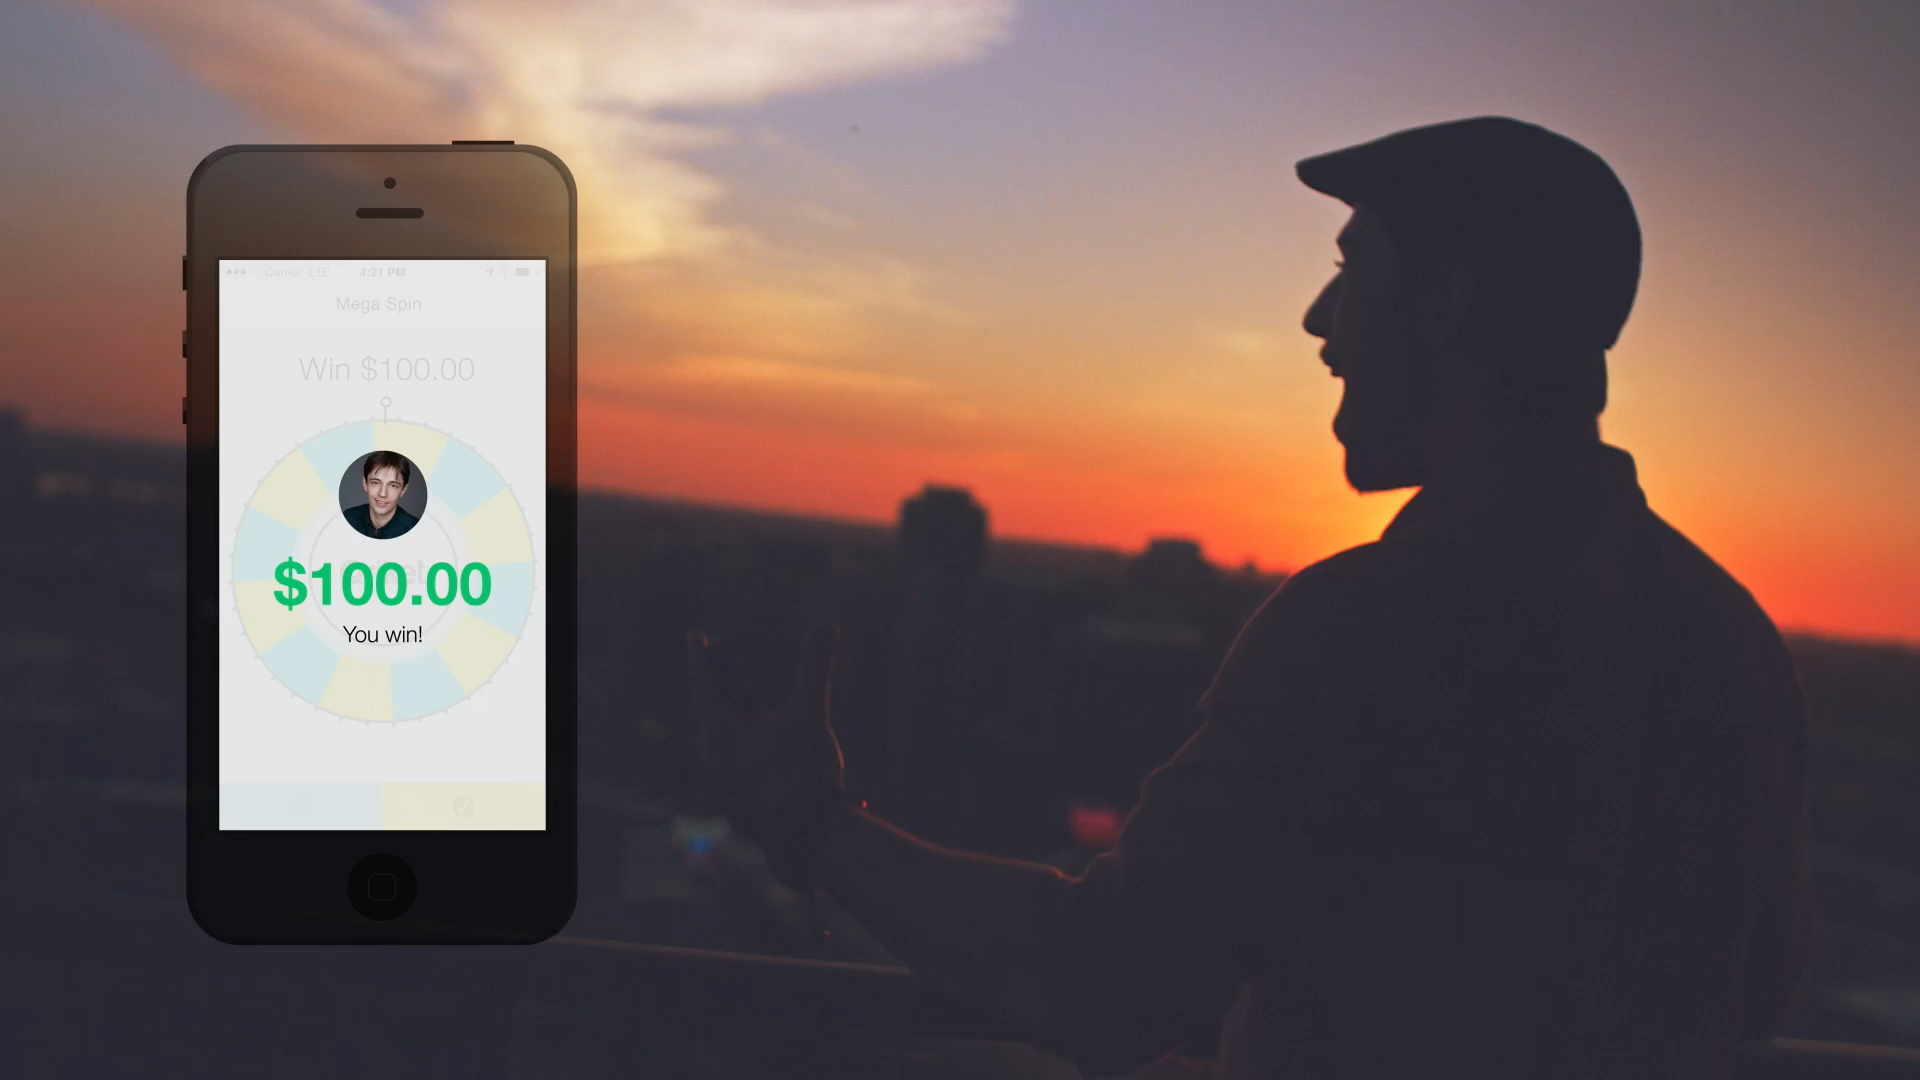 Carrier LTE 4:21 PM
Mega Spin
Win $100.00
$100.00
You win!